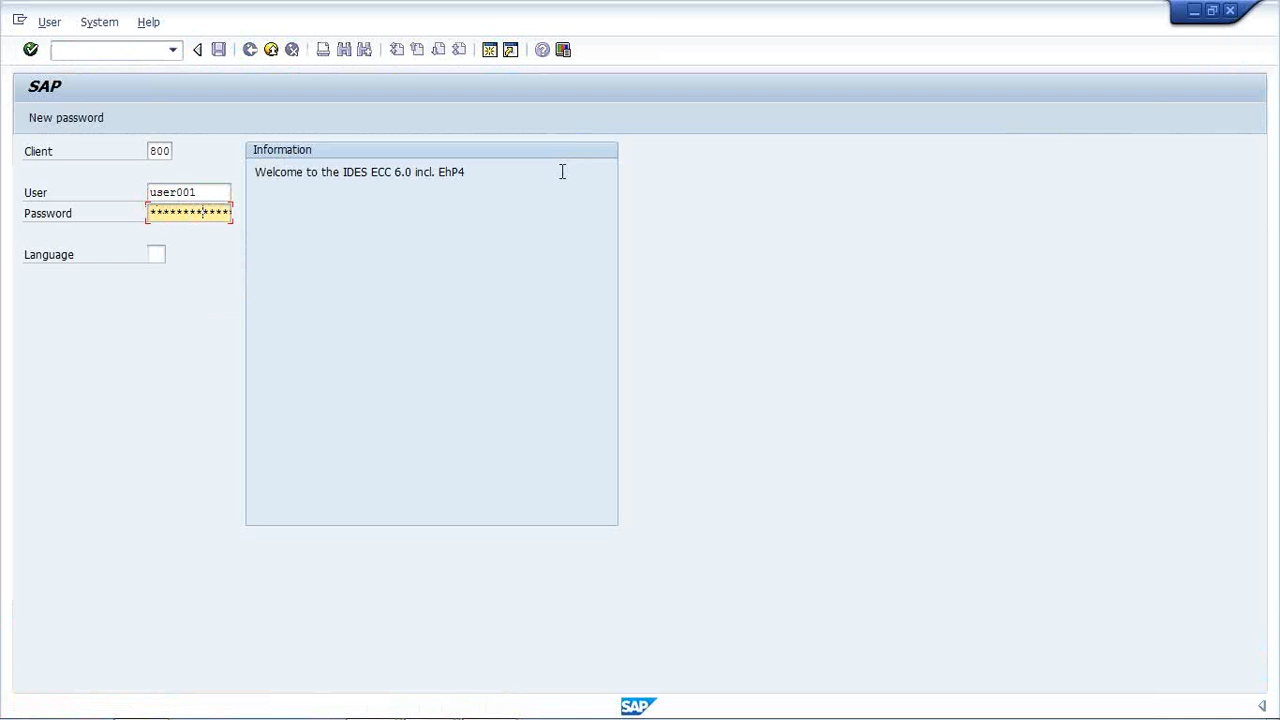 User System Help
SAP
New password
Client 800
Information
Welcome to the IDES ECC 6.0 incl. EhP4
User user001
Password *************
Language
SAP